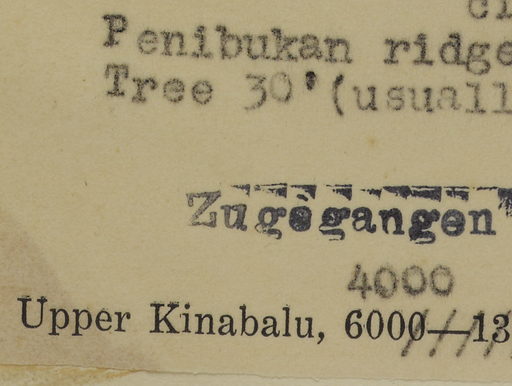 Penibukan ridge
Tree 30'(usuall
Zugegangen
4000
Upper Kinabalu, 6000—13